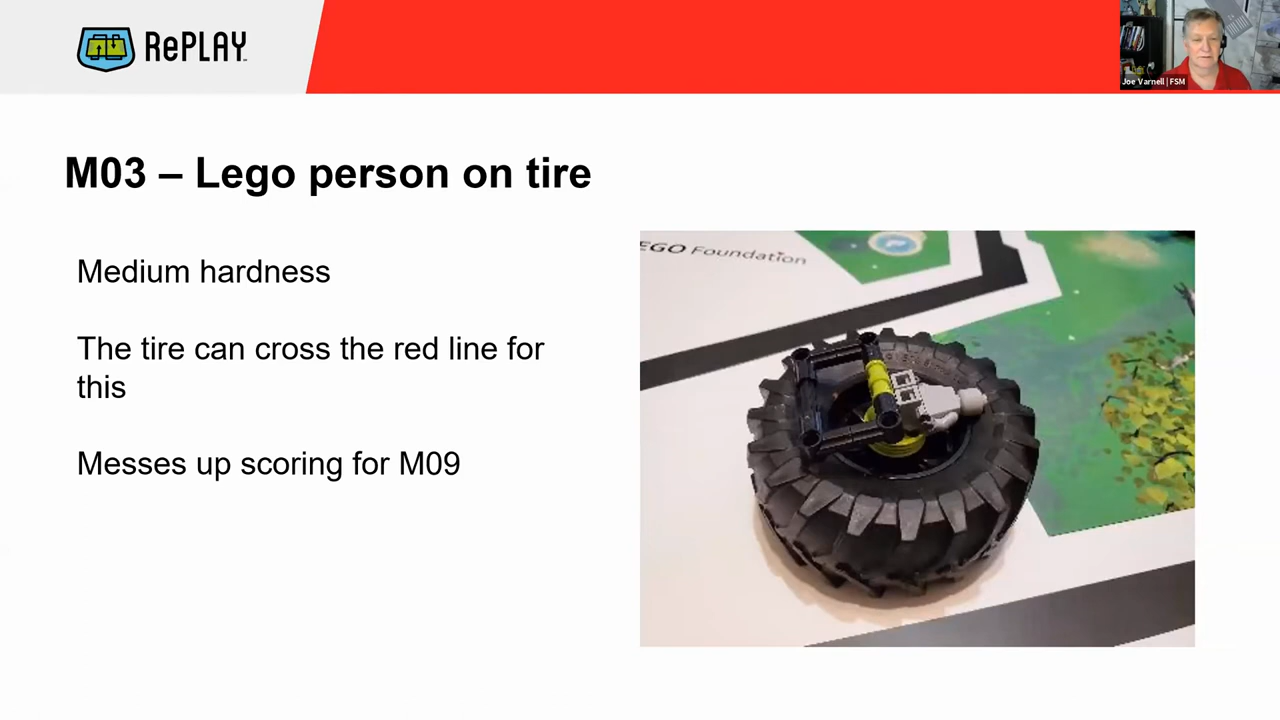 RePLAY
Joe Varnell | FSM
M03 – Lego person on tire
Medium hardness
The tire can cross the red line for
this
Messes up scoring for M09
EGO Foundation